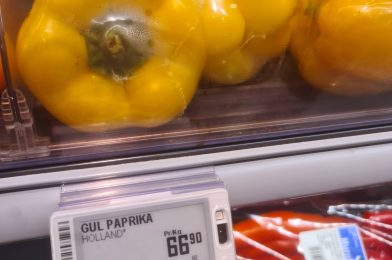 GUL PAPRIKA
HOLLAND*
Pr/Kg
66 90